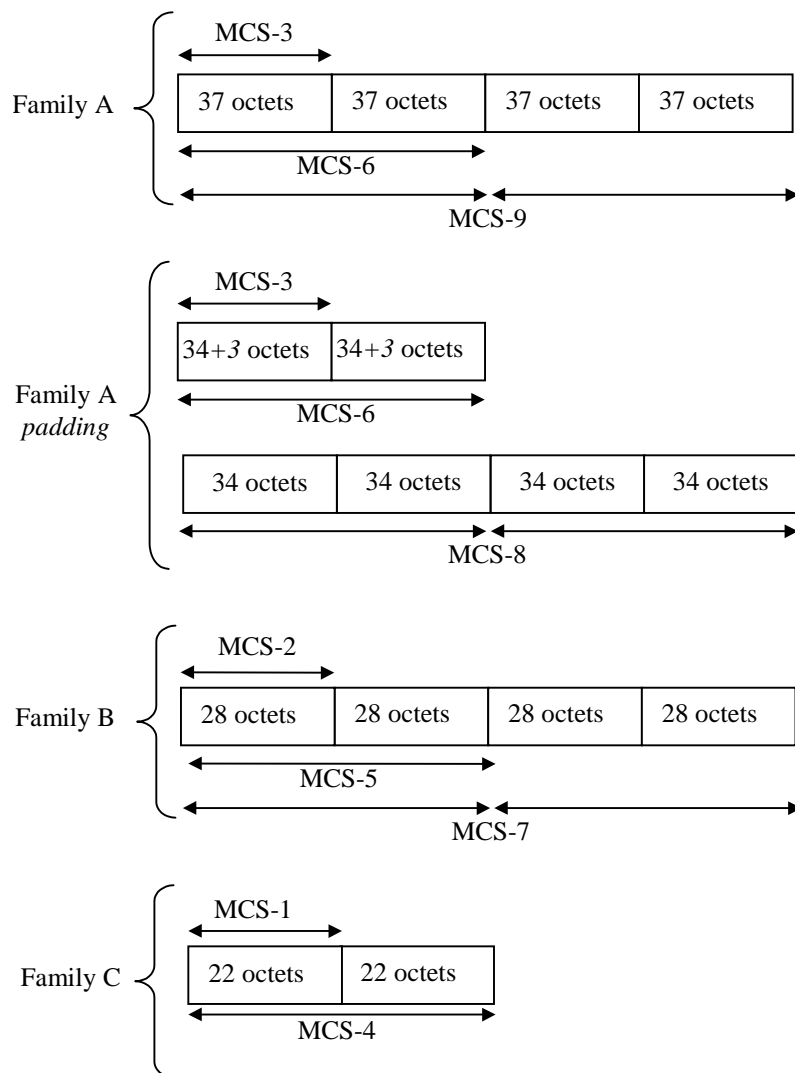 MCS-3
Family A
37 octets 37 octets 37 octets 37 octets
MCS-6
MCS-9
MCS-3
34+3 octets 34+3 octets
Family A
padding
MCS-6
34 octets 34 octets 34 octets 34 octets
MCS-8
MCS-2
Family B
28 octets 28 octets 28 octets 28 octets
MCS-5
MCS-7
MCS-1
Family C
22 octets 22 octets
MCS-4